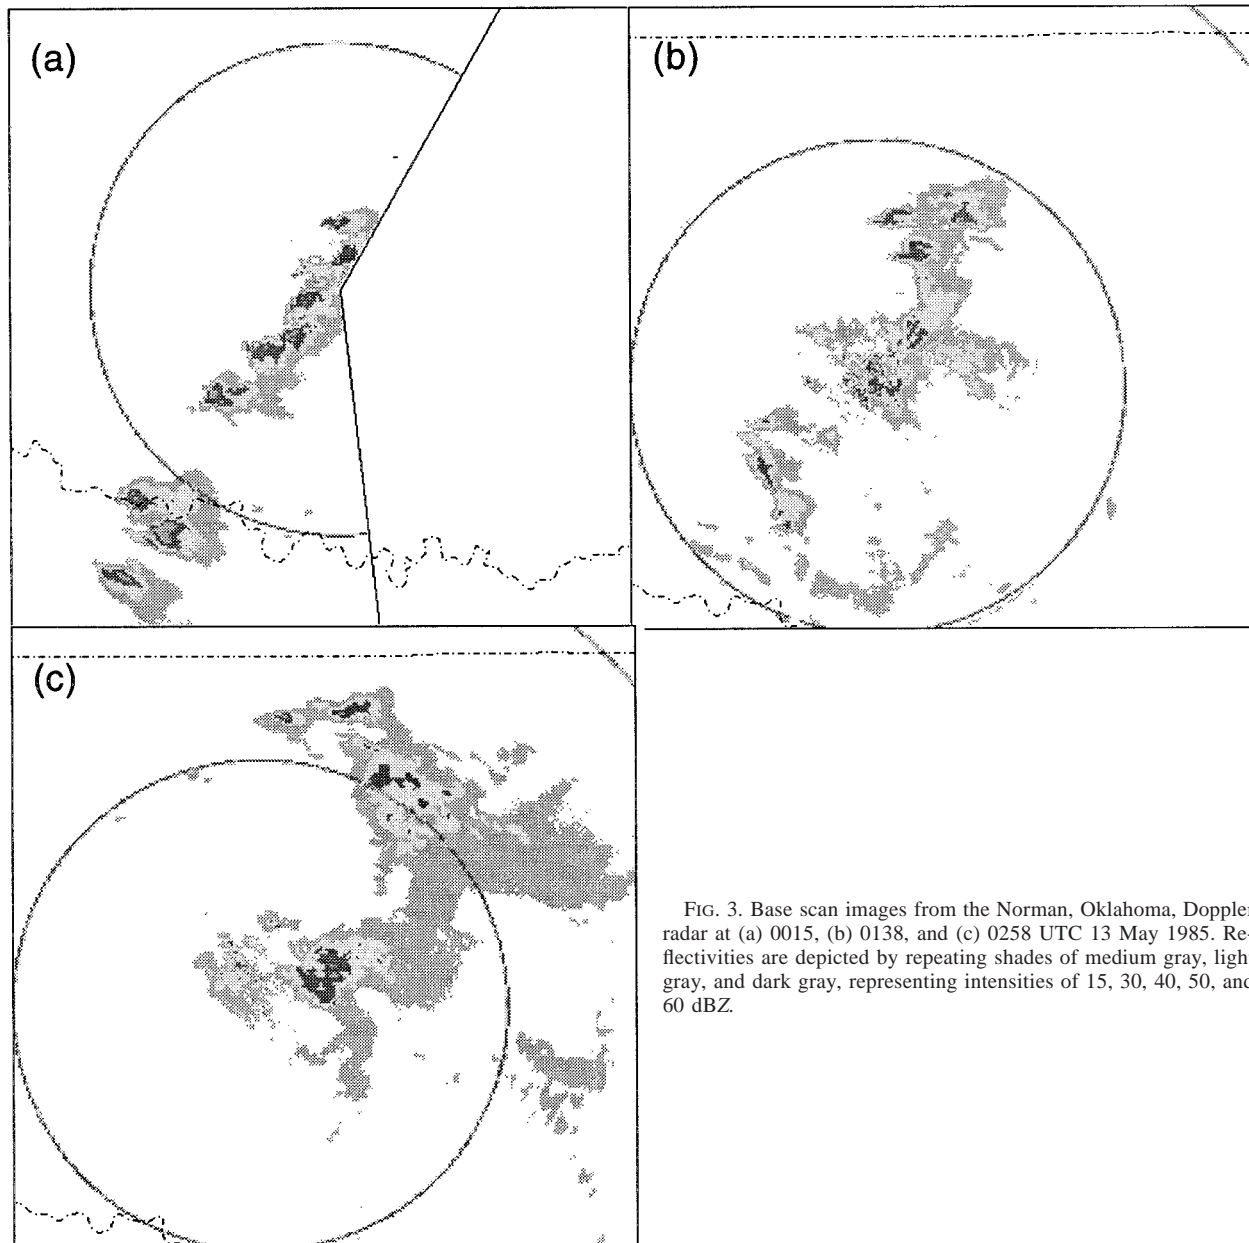 (a)
(b)
(c)
FIG. 3. Base scan images from the Norman, Oklahoma, Doppler
radar at (a) 0015, (b) 0138, and (c) 0258 UTC 13 May 1985. Re-
flectivities are depicted by repeating shades of medium gray, light
gray, and dark gray, representing intensities of 15, 30, 40, 50, and
60 dBZ.